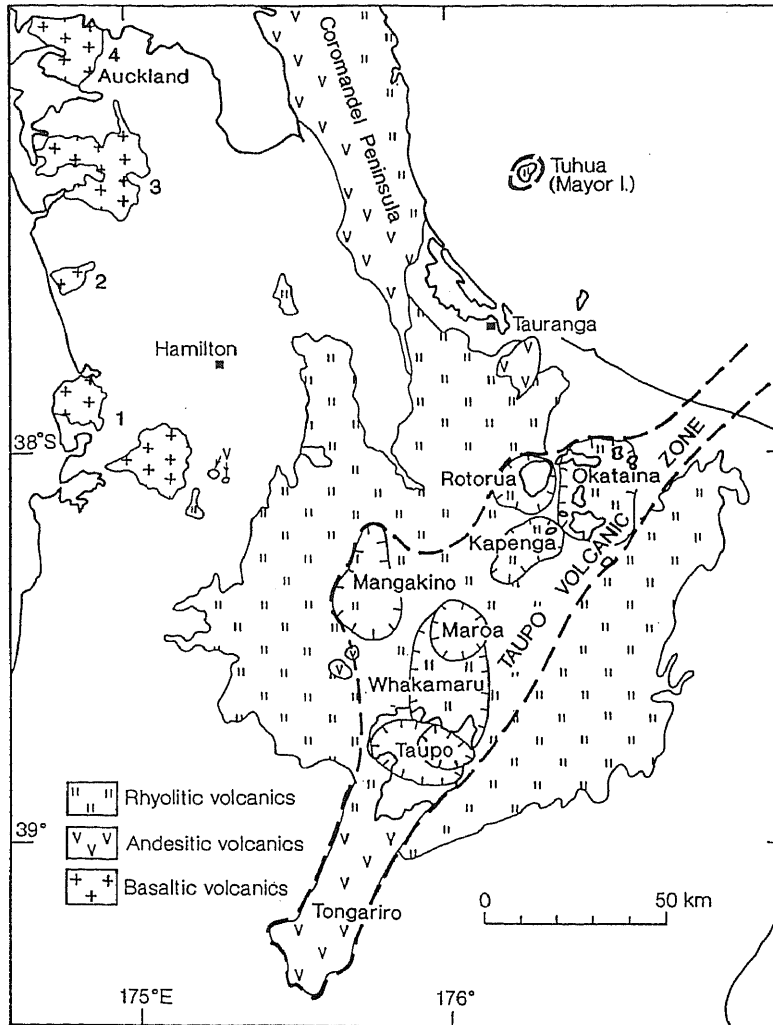 4
Auckland
Coromandel Peninsula
Tuhua
(Mayor I.)
3
2
Tauranga
Hamilton
1
38°S
Rotorua
Okataina
Kapenga
TAUPO VOLCANIC ZONE
Mangakino
Maroa
Whakamaru
Taupo
Rhyolitic volcanics
39°
Andesitic volcanics
Basaltic volcanics
0 50 km
Tongariro
175°E
176°